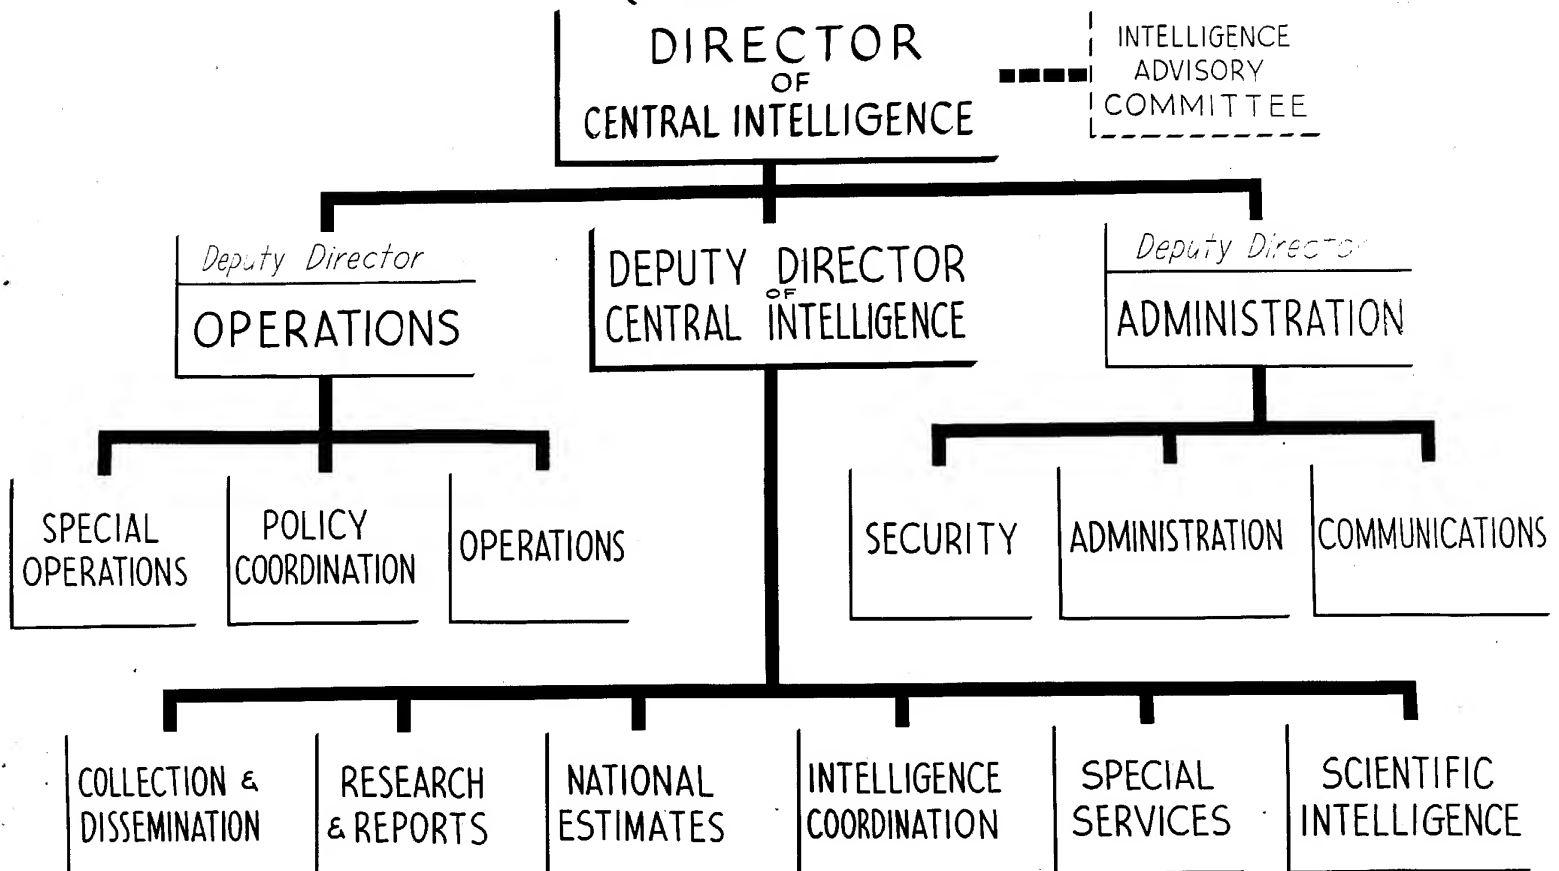 DIRECTOR
OF
CENTRAL INTELLIGENCE
INTELLIGENCE
ADVISORY
COMMITTEE
Deputy Director
OPERATIONS
DEPUTY DIRECTOR
OF
CENTRAL INTELLIGENCE
Deputy Director
ADMINISTRATION
SPECIAL
OPERATIONS
POLICY
COORDINATION
OPERATIONS
SECURITY
ADMINISTRATION
COMMUNICATIONS
COLLECTION &
DISSEMINATION
RESEARCH
& REPORTS
NATIONAL
ESTIMATES
INTELLIGENCE
COORDINATION
SPECIAL
SERVICES
SCIENTIFIC
INTELLIGENCE